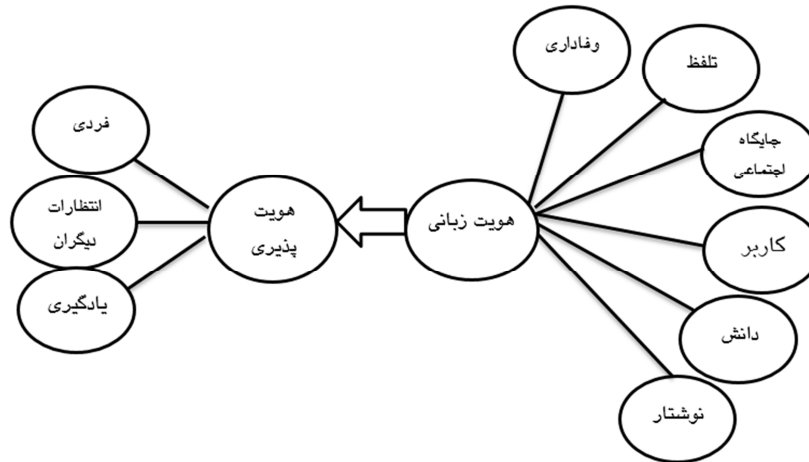 وفاداری
تلفظ
جایگاه
اجتماعی
کاربر
دانش
نوشتار
هویت زبانی
هویت
پذیری
فردی
انتظارات
دیگران
یادگیری